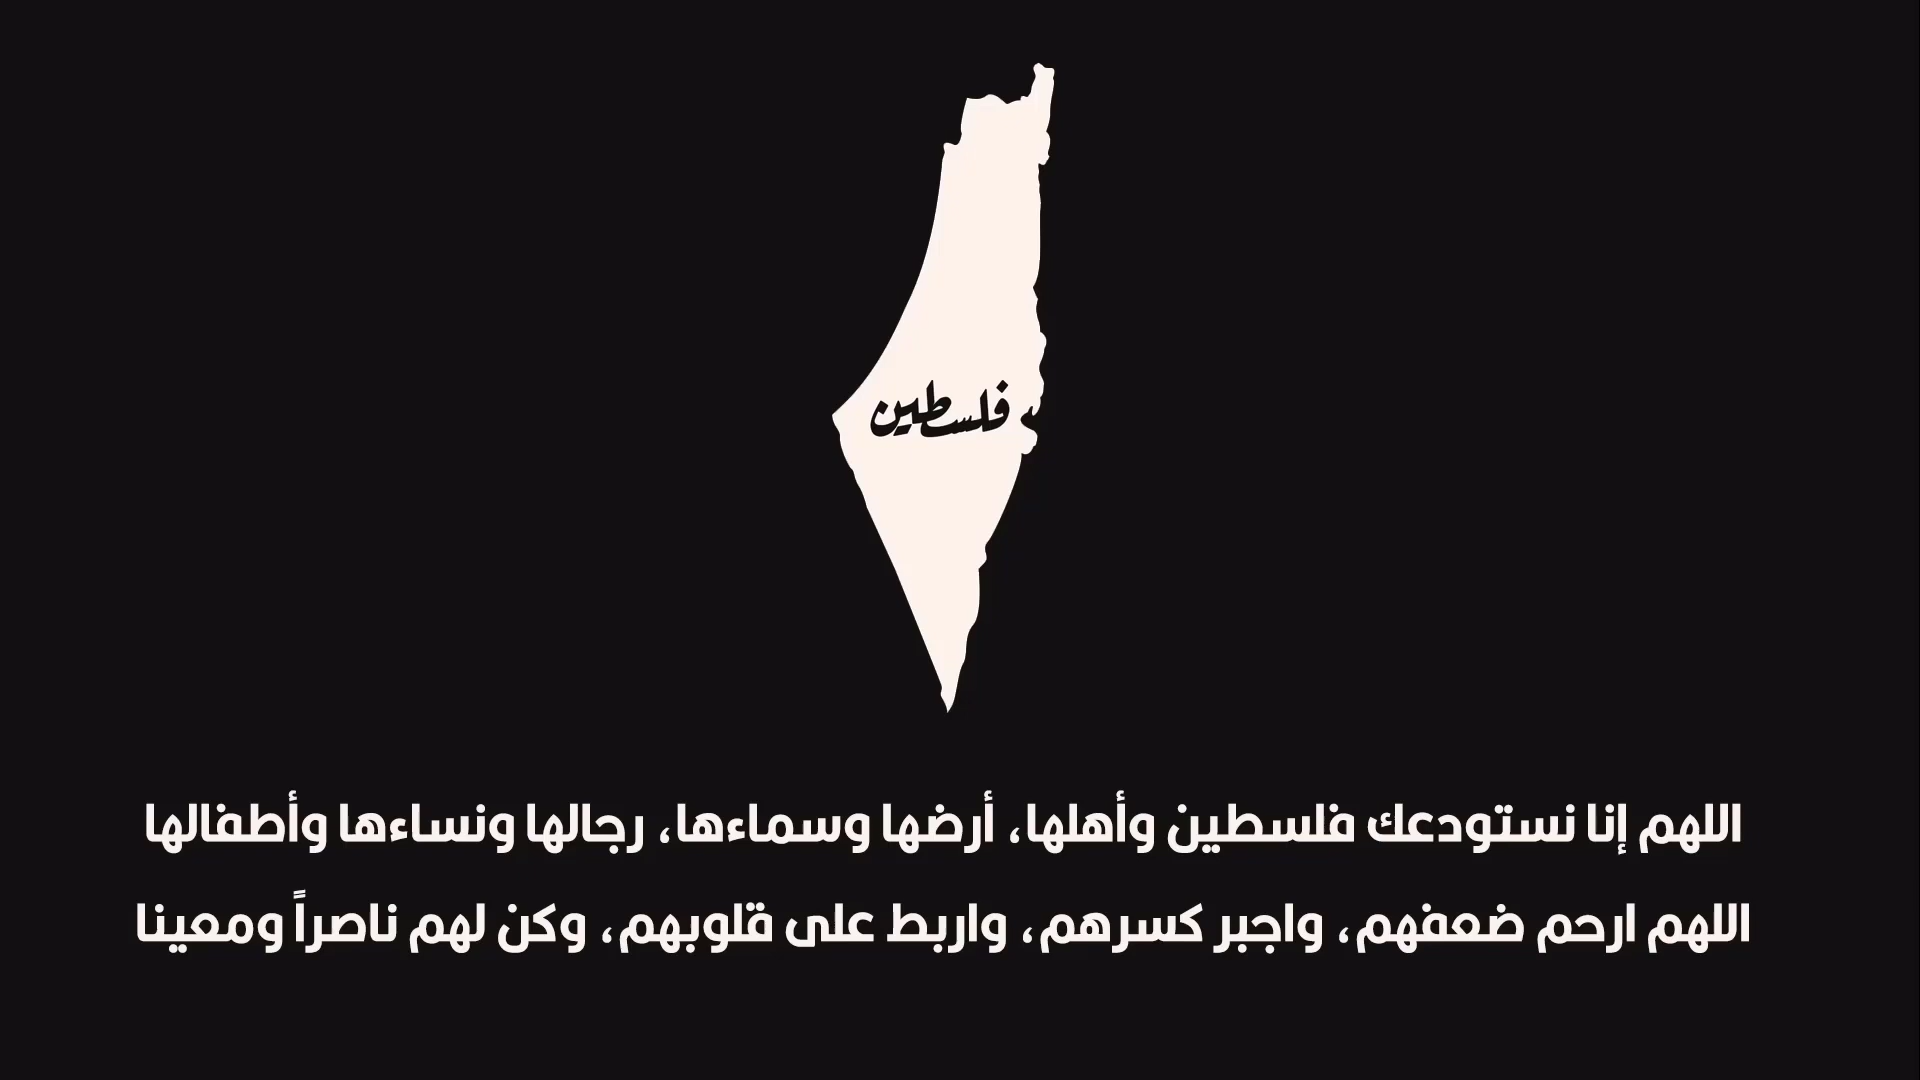 فلسطين
اللهم إنا نستودعك فلسطين وأهلها، أرضها وسماءها، رجالها ونساءها وأطفالها
اللهم ارحم ضعفهم، واجبر كسرهم، واربط على قلوبهم، وكن لهم ناصراً ومعينا